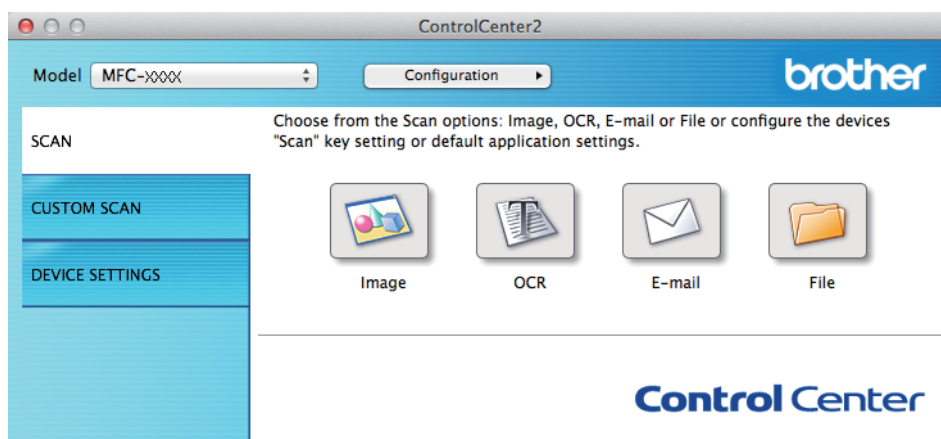 ControlCenter2
Model MFC-XXXX Configuration brother
SCAN
Choose from the Scan options: Image, OCR, E-mail or File or configure the devices
"Scan" key setting or default application settings.
CUSTOM SCAN
DEVICE SETTINGS
Image OCR E-mail File
Control Center